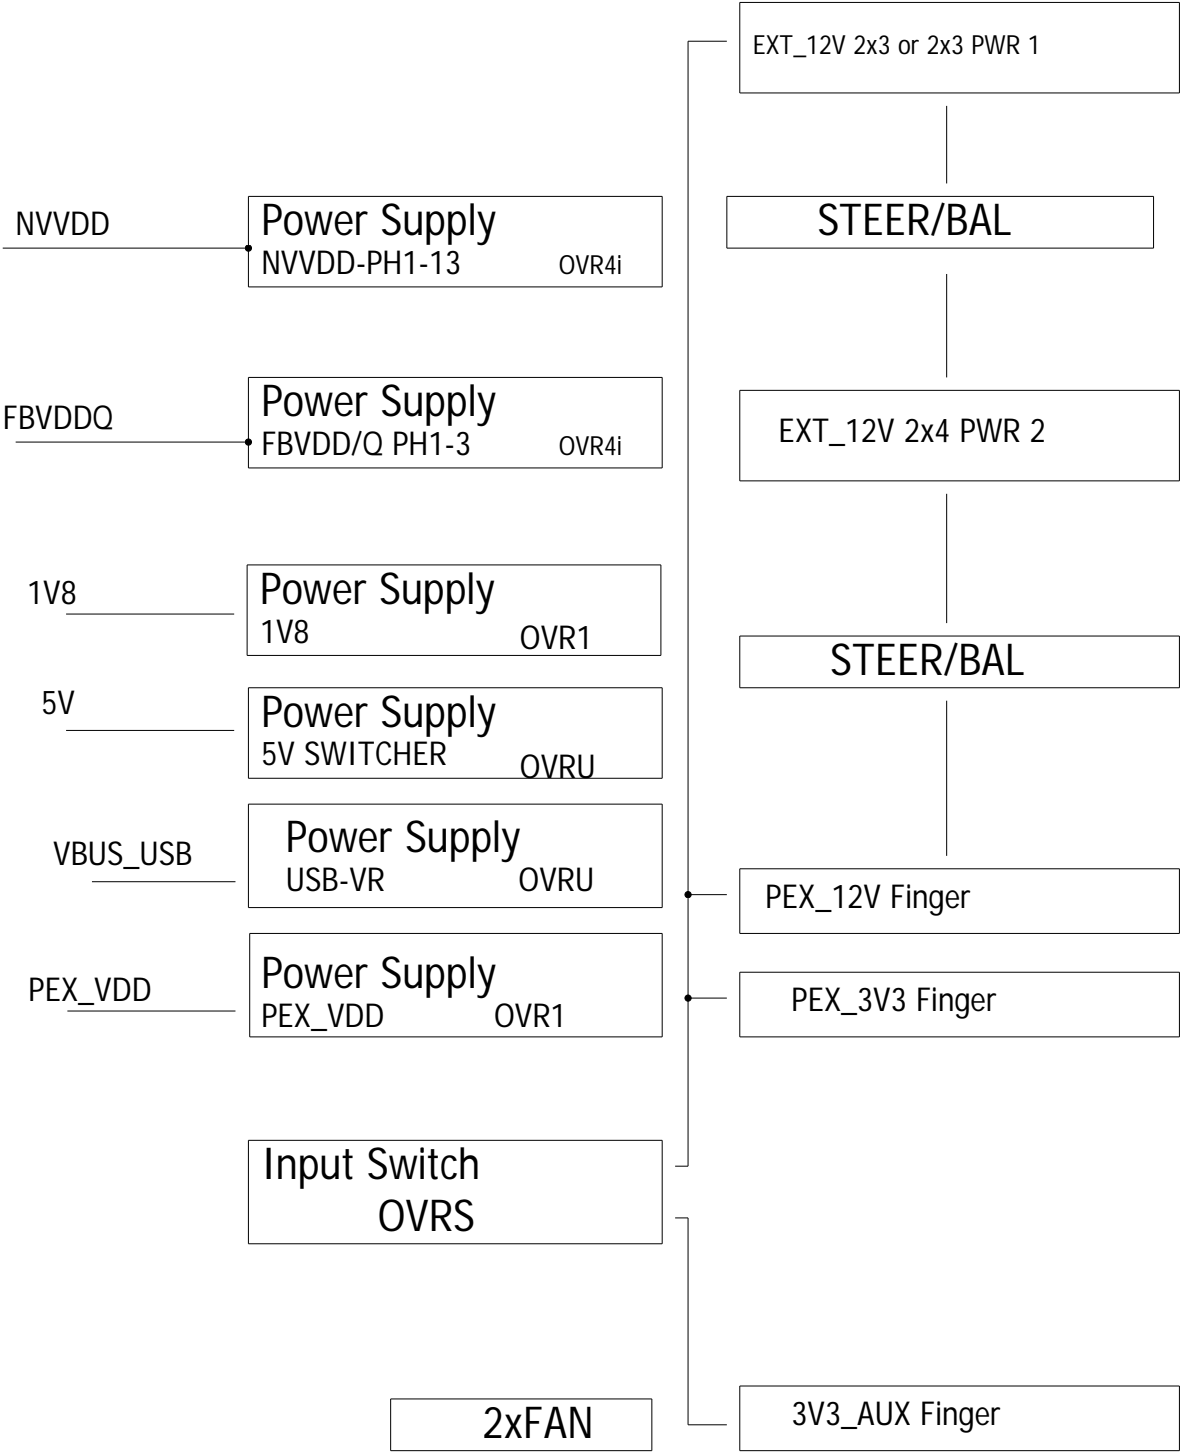 EXT_12V 2x3 or 2x3 PWR 1
NVVDD
Power Supply
NVVDD-PH1-13 OVR4i
STEER/BAL
FBVDDQ
Power Supply
FBVDD/Q PH1-3 OVR4i
EXT_12V 2x4 PWR 2
1V8
Power Supply
1V8 OVR1
STEER/BAL
5V
Power Supply
5V SWITCHER OVRU
VBUS_USB
Power Supply
USB-VR OVRU
PEX_12V Finger
PEX_VDD
Power Supply
PEX_VDD OVR1
PEX_3V3 Finger
Input Switch
OVRS
2xFAN
3V3_AUX Finger